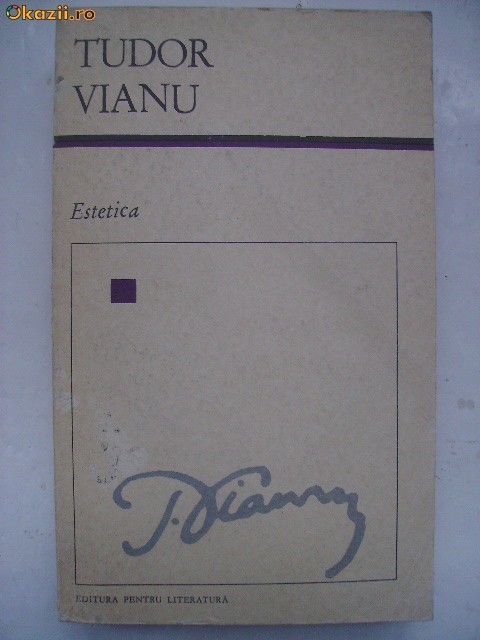 Okazii.ro
TUDOR
VIANU
Estetica
T. Vianu
EDITURA PENTRU LITERATURĂ